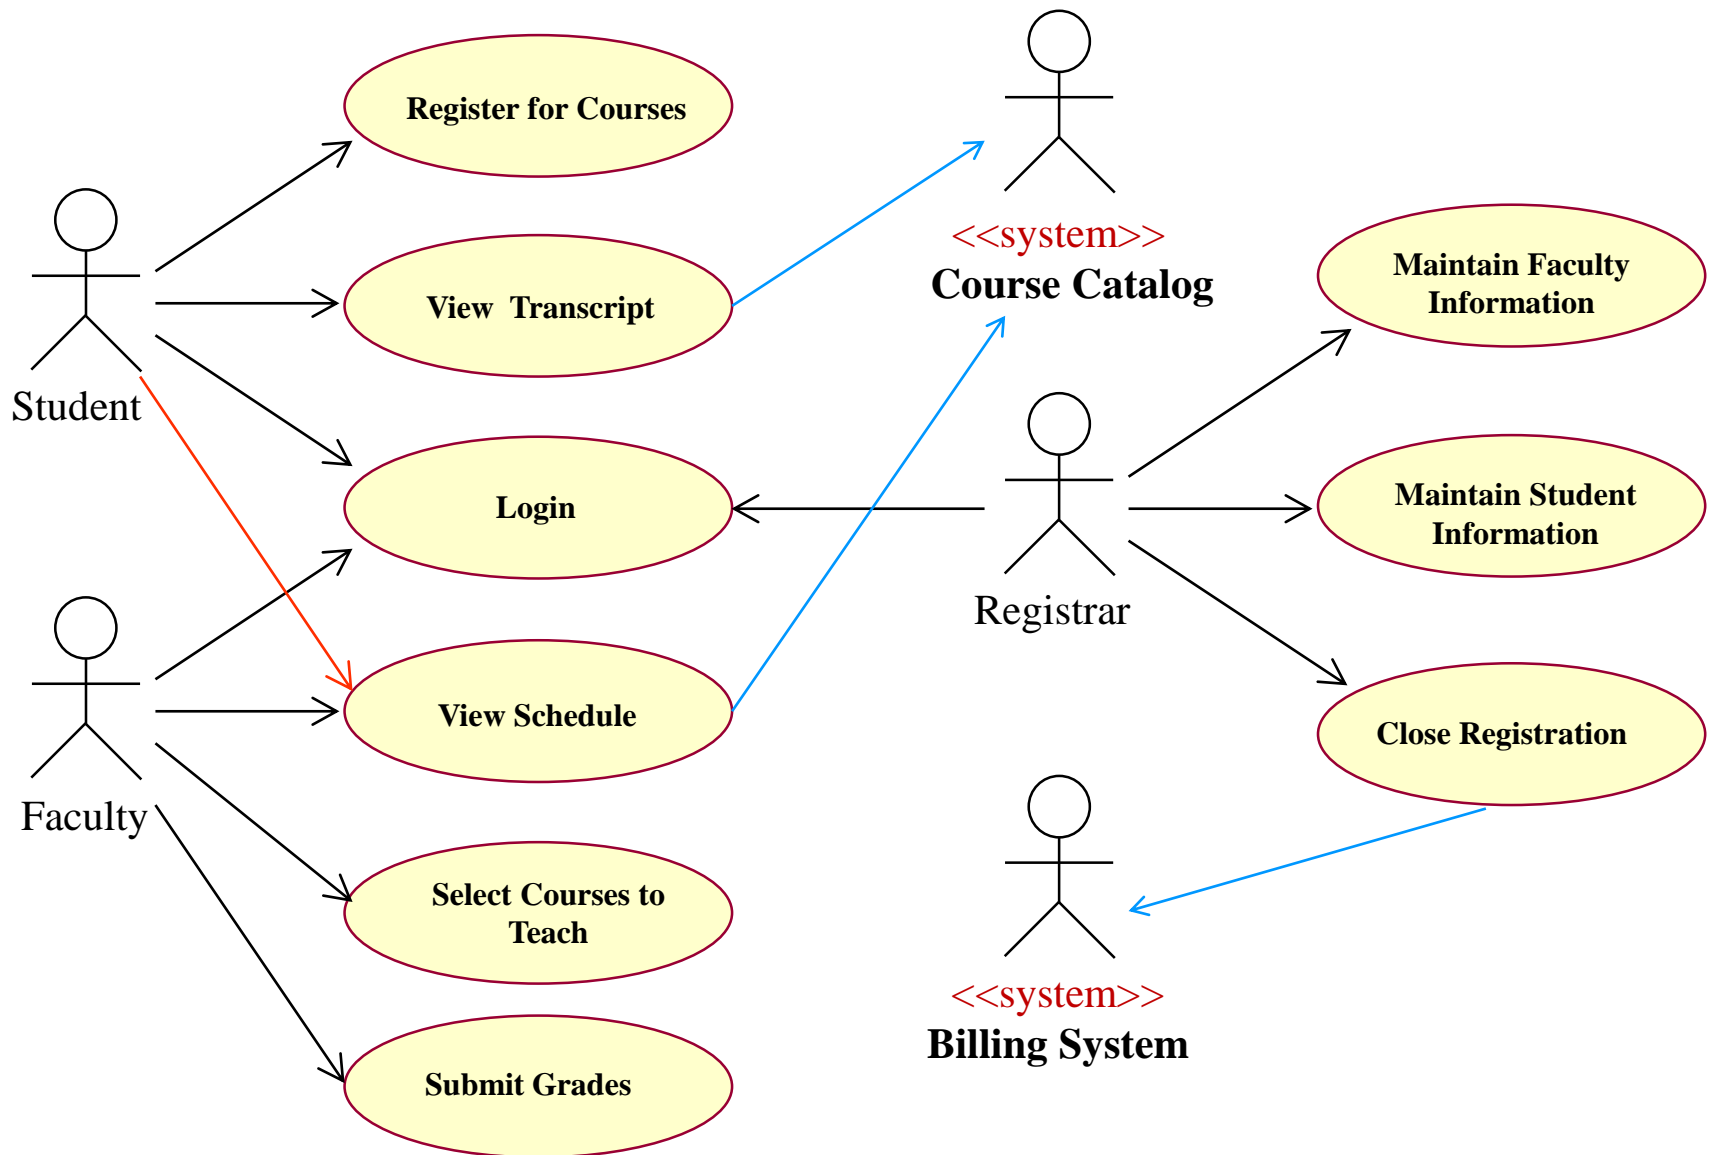 Register for Courses
<<system>>
Course Catalog
Maintain Faculty
Information
View  Transcript
Student
Login
Maintain Student
Information
Registrar
View Schedule
Close Registration
Faculty
Select Courses to
Teach
<<system>>
Billing System
Submit Grades